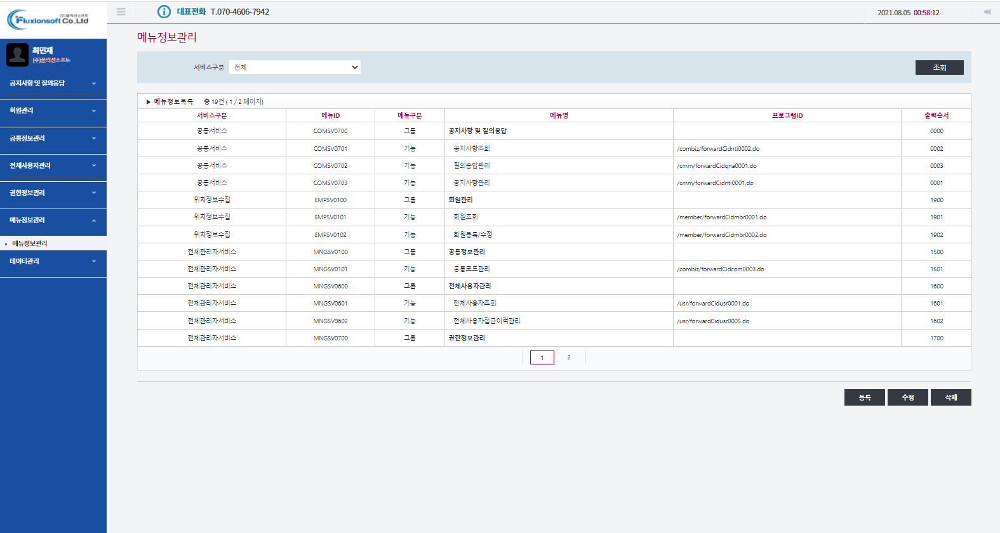 (주)플럭션소프트
Fluxionsoft Co.,Ltd
대표전화 T.070-4606-7942
2021.08.05 00:58:12
최민재
(주)플럭션소프트
공지사항 및 질의응답
회원관리
공통정보관리
전체사용자관리
권한정보관리
메뉴정보관리
메뉴정보관리
데이터관리
메뉴정보관리
서비스구분 전체 조회
▶ 메뉴정보목록 총 19건 ( 1 / 2 페이지)
서비스구분 메뉴ID 메뉴구분 메뉴명 프로그램ID 출력순서
공통서비스 COMSV0700 그룹 공지사항 및 질의응답 0000
공통서비스 COMSV0701 기능 공지사항조회 /combiz/forwardCidnti0002.do 0002
공통서비스 COMSV0702 기능 질의응답관리 /cmm/forwardCidqna0001.do 0003
공통서비스 COMSV0703 기능 공지사항관리 /cmm/forwardCidnti0001.do 0001
위치정보수집 EMPSV0100 그룹 회원관리 1900
위치정보수집 EMPSV0101 기능 회원조회 /member/forwardCidmbr0001.do 1901
위치정보수집 EMPSV0102 기능 회원등록/수정 /member/forwardCidmbr0002.do 1902
전체관리자서비스 MNGSV0100 그룹 공통정보관리 1500
전체관리자서비스 MNGSV0101 기능 공통코드관리 /combiz/forwardCidcom0003.do 1501
전체관리자서비스 MNGSV0600 그룹 전체사용자관리 1600
전체관리자서비스 MNGSV0601 기능 전체사용자조회 /usr/forwardCidusr0001.do 1601
전체관리자서비스 MNGSV0602 기능 전체사용자접근이력관리 /usr/forwardCidusr0005.do 1602
전체관리자서비스 MNGSV0700 그룹 권한정보관리 1700
1 2
등록 수정 삭제